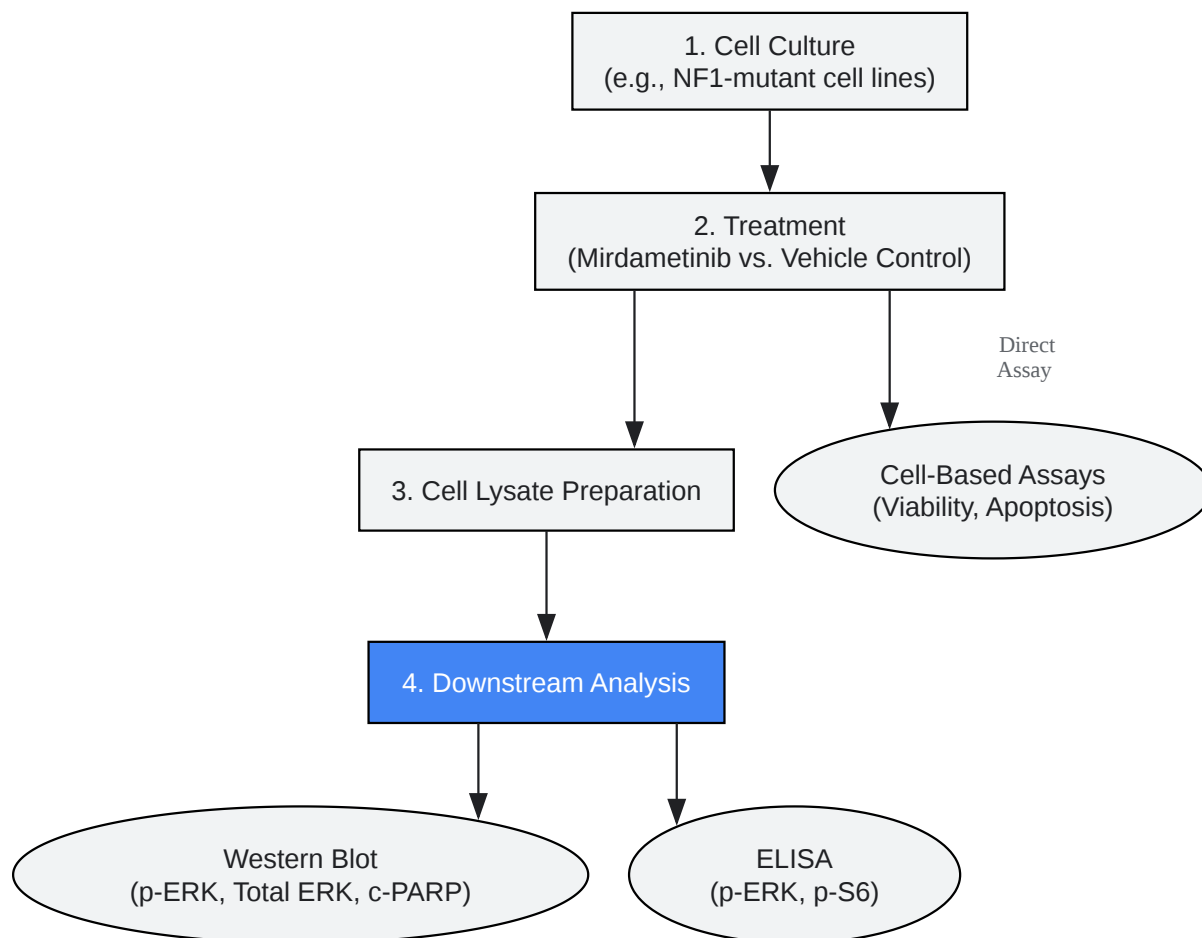 1. Cell Culture
(e.g., NF1-mutant cell lines)
2. Treatment
(Mirdametinib vs. Vehicle Control)
Direct
Assay
3. Cell Lysate Preparation
Cell-Based Assays
(Viability, Apoptosis)
4. Downstream Analysis
Western Blot
(p-ERK, Total ERK, c-PARP)
ELISA
(p-ERK, p-S6)